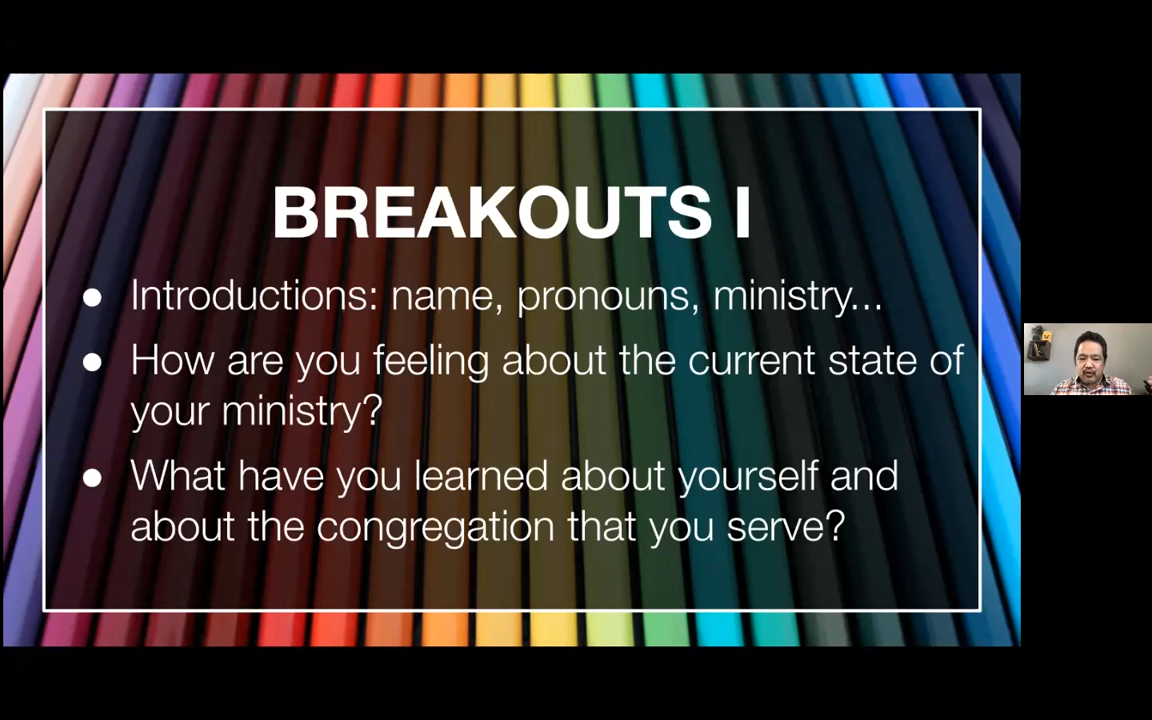 BREAKOUTS I
● Introductions: name, pronouns, ministry...
● How are you feeling about the current state of
your ministry?
● What have you learned about yourself and
about the congregation that you serve?